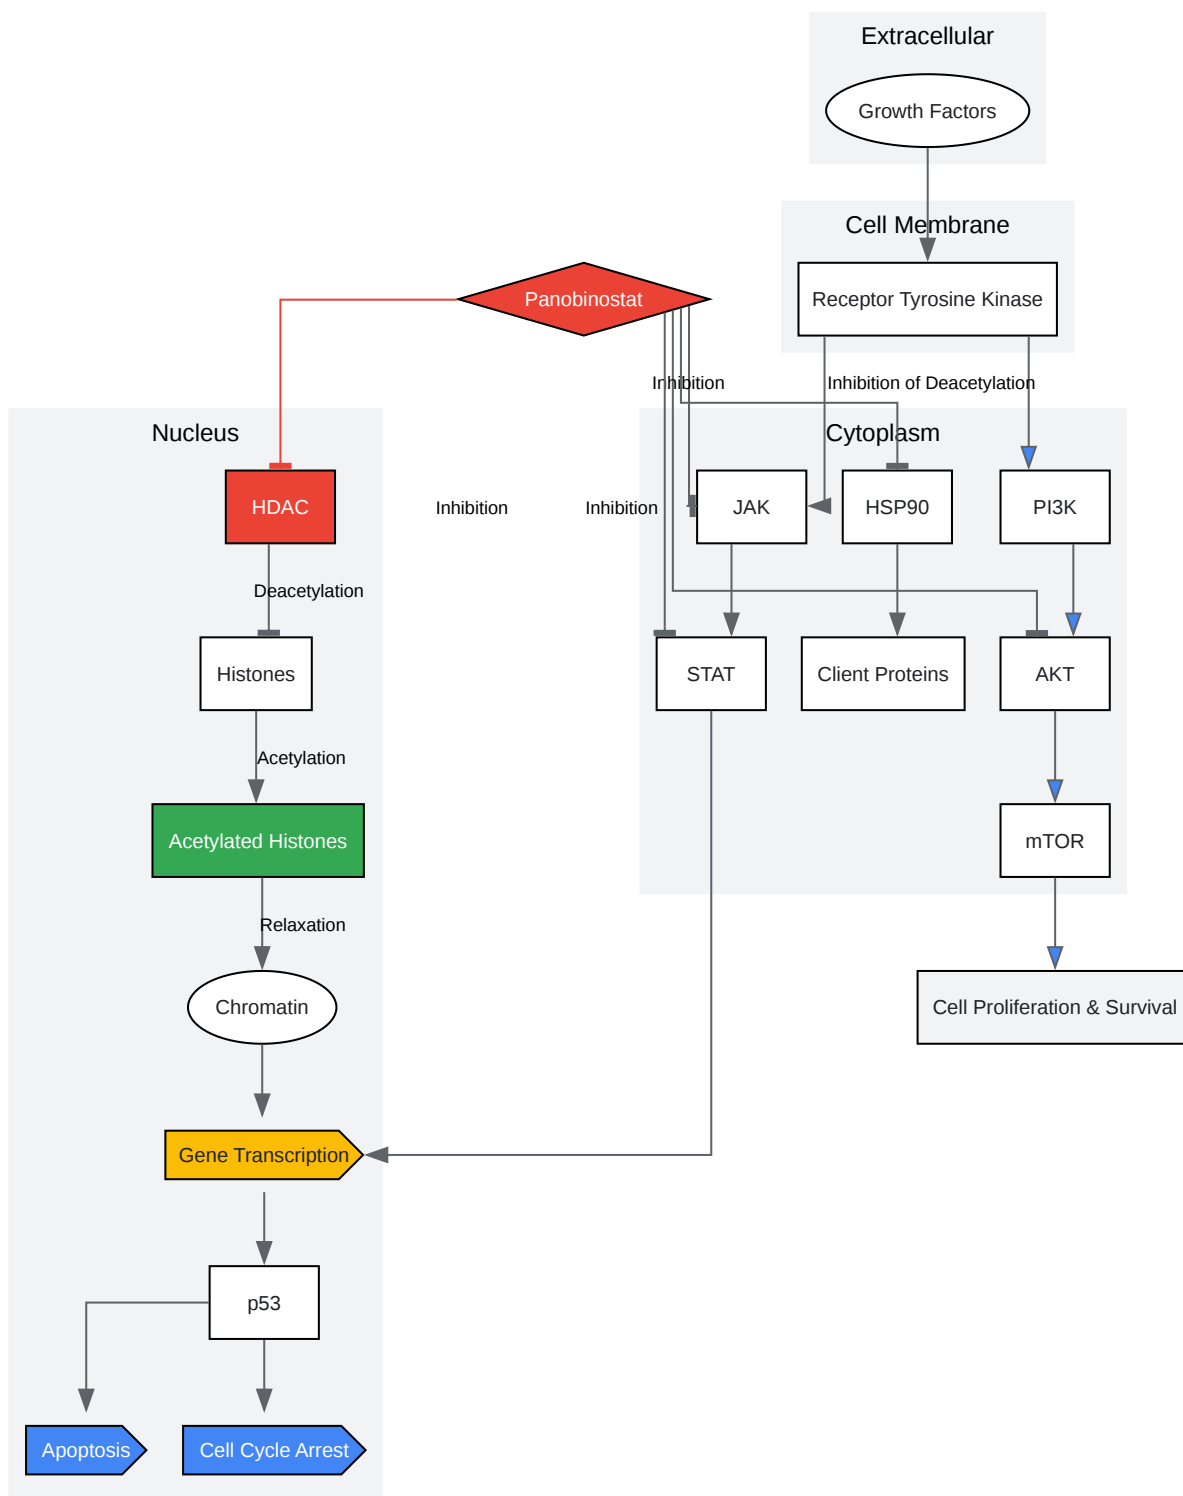 Extracellular
Growth Factors
Cell Membrane
Receptor Tyrosine Kinase
Panobinostat
Inhibition
Inhibition of Deacetylation
Nucleus
Cytoplasm
HDAC
Inhibition
Inhibition
JAK
HSP90
PI3K
Deacetylation
Histones
STAT
Client Proteins
AKT
Acetylation
Acetylated Histones
mTOR
Relaxation
Chromatin
Cell Proliferation & Survival
Gene Transcription
p53
Apoptosis
Cell Cycle Arrest